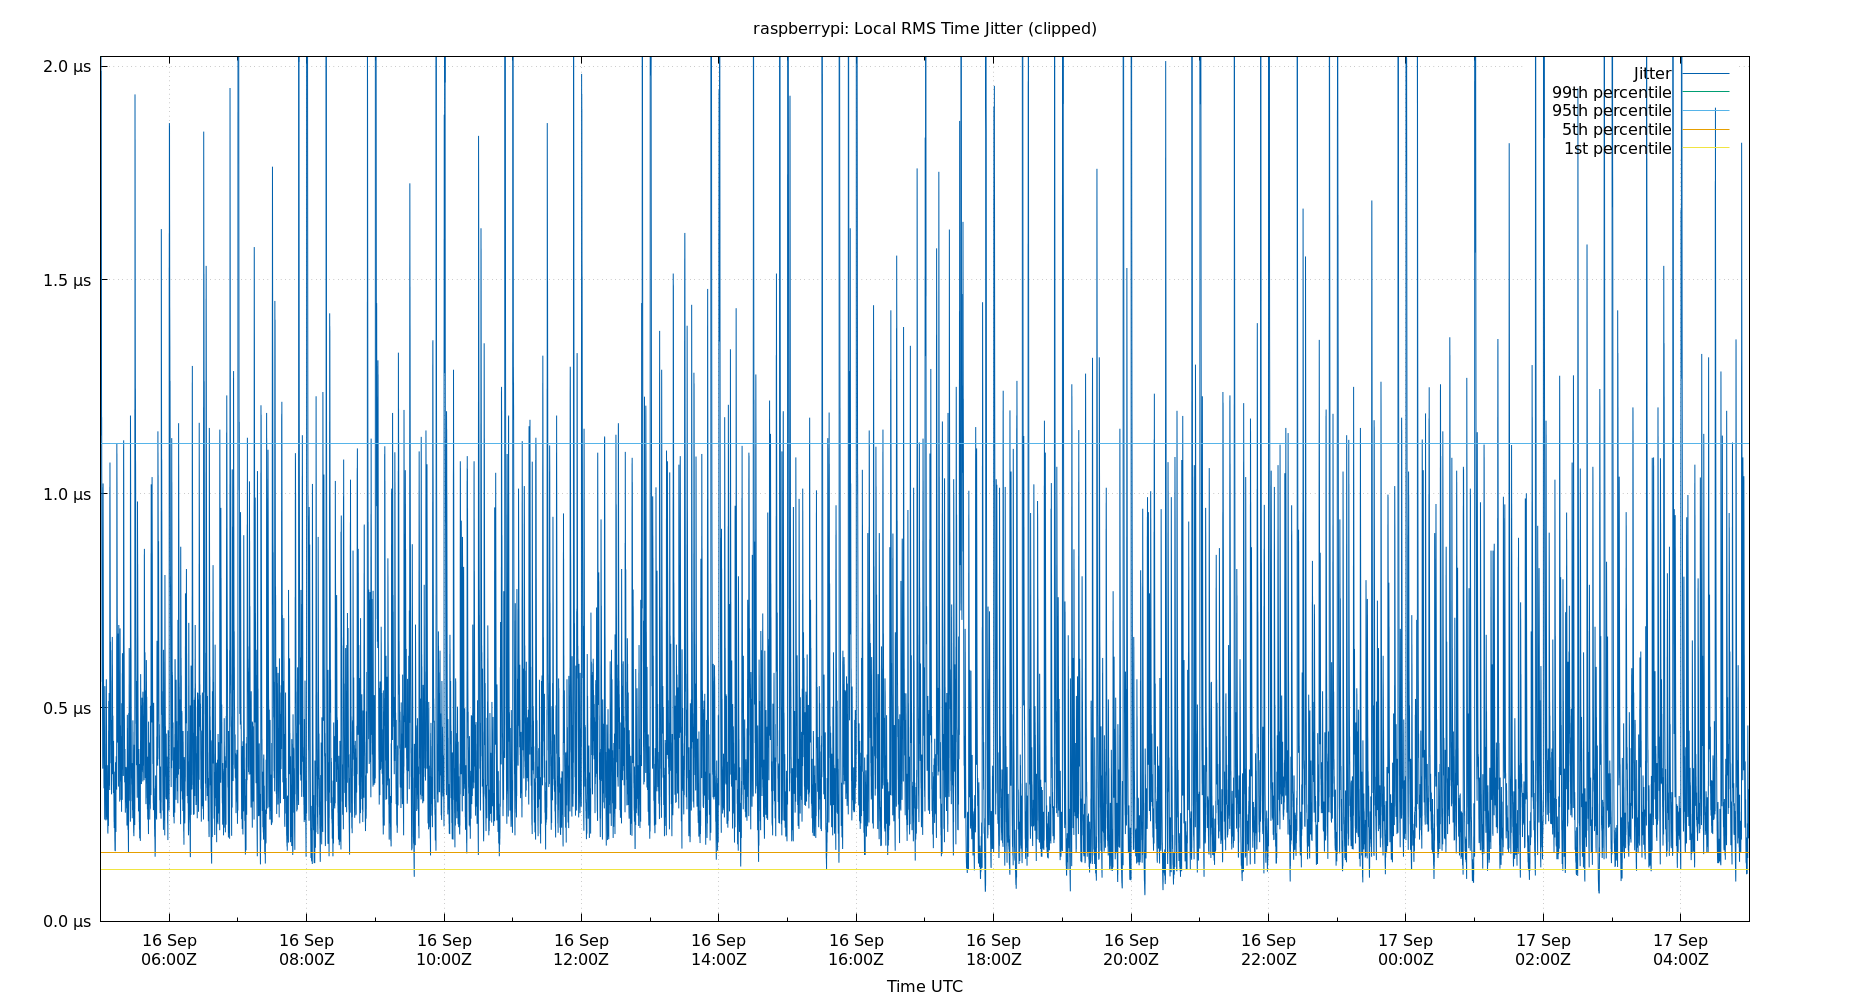 raspberrypi: Local RMS Time Jitter (clipped)
2.0 µs
1.5 µs
1.0 µs
0.5 µs
0.0 µs
Jitter
99th percentile
95th percentile
5th percentile
1st percentile
16 Sep
06:00Z
16 Sep
08:00Z
16 Sep
10:00Z
16 Sep
12:00Z
16 Sep
14:00Z
16 Sep
16:00Z
16 Sep
18:00Z
16 Sep
20:00Z
16 Sep
22:00Z
17 Sep
00:00Z
17 Sep
02:00Z
17 Sep
04:00Z
Time UTC